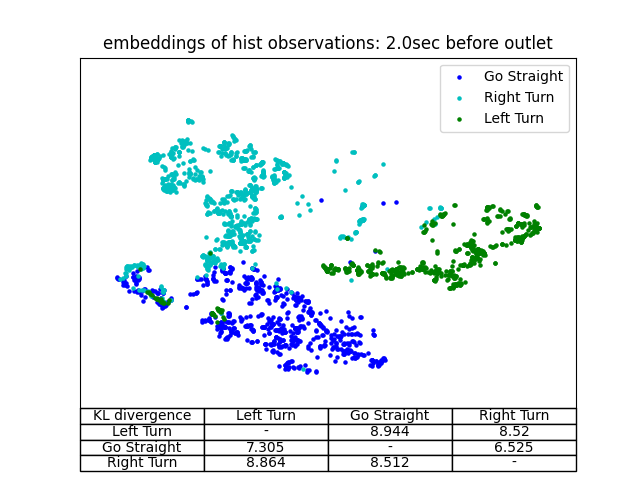 embeddings of hist observations: 2.0sec before outlet
Go Straight
Right Turn
Left Turn
KL divergence Left Turn Go Straight Right Turn
Left Turn - 8.944 8.52
Go Straight 7.305 - 6.525
Right Turn 8.864 8.512 -